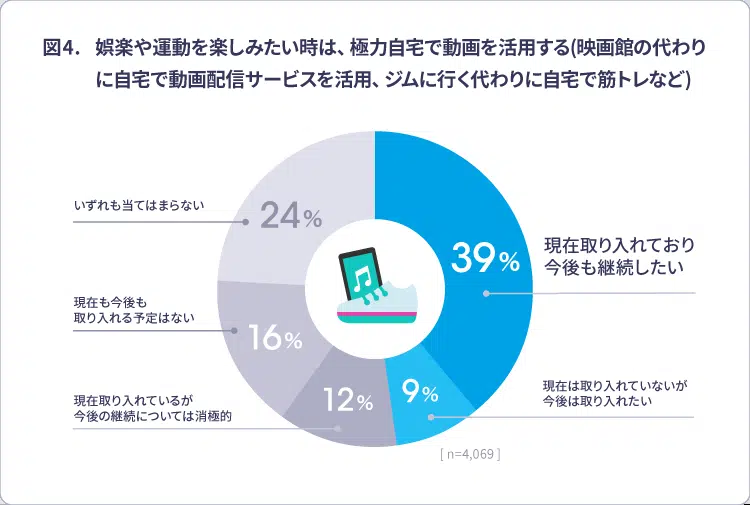 図4. 娯楽や運動を楽しみたい時は、極力自宅で動画を活用する(映画館の代わり
に自宅で動画配信サービスを活用、ジムに行く代わりに自宅で筋トレなど)
39%
現在取り入れており
今後も継続したい
9%
現在は取り入れていないが
今後は取り入れたい
12%
現在取り入れているが
今後の継続については消極的
16%
現在も今後も
取り入れる予定はない
24%
いずれも当てはまらない
[ n=4,069 ]